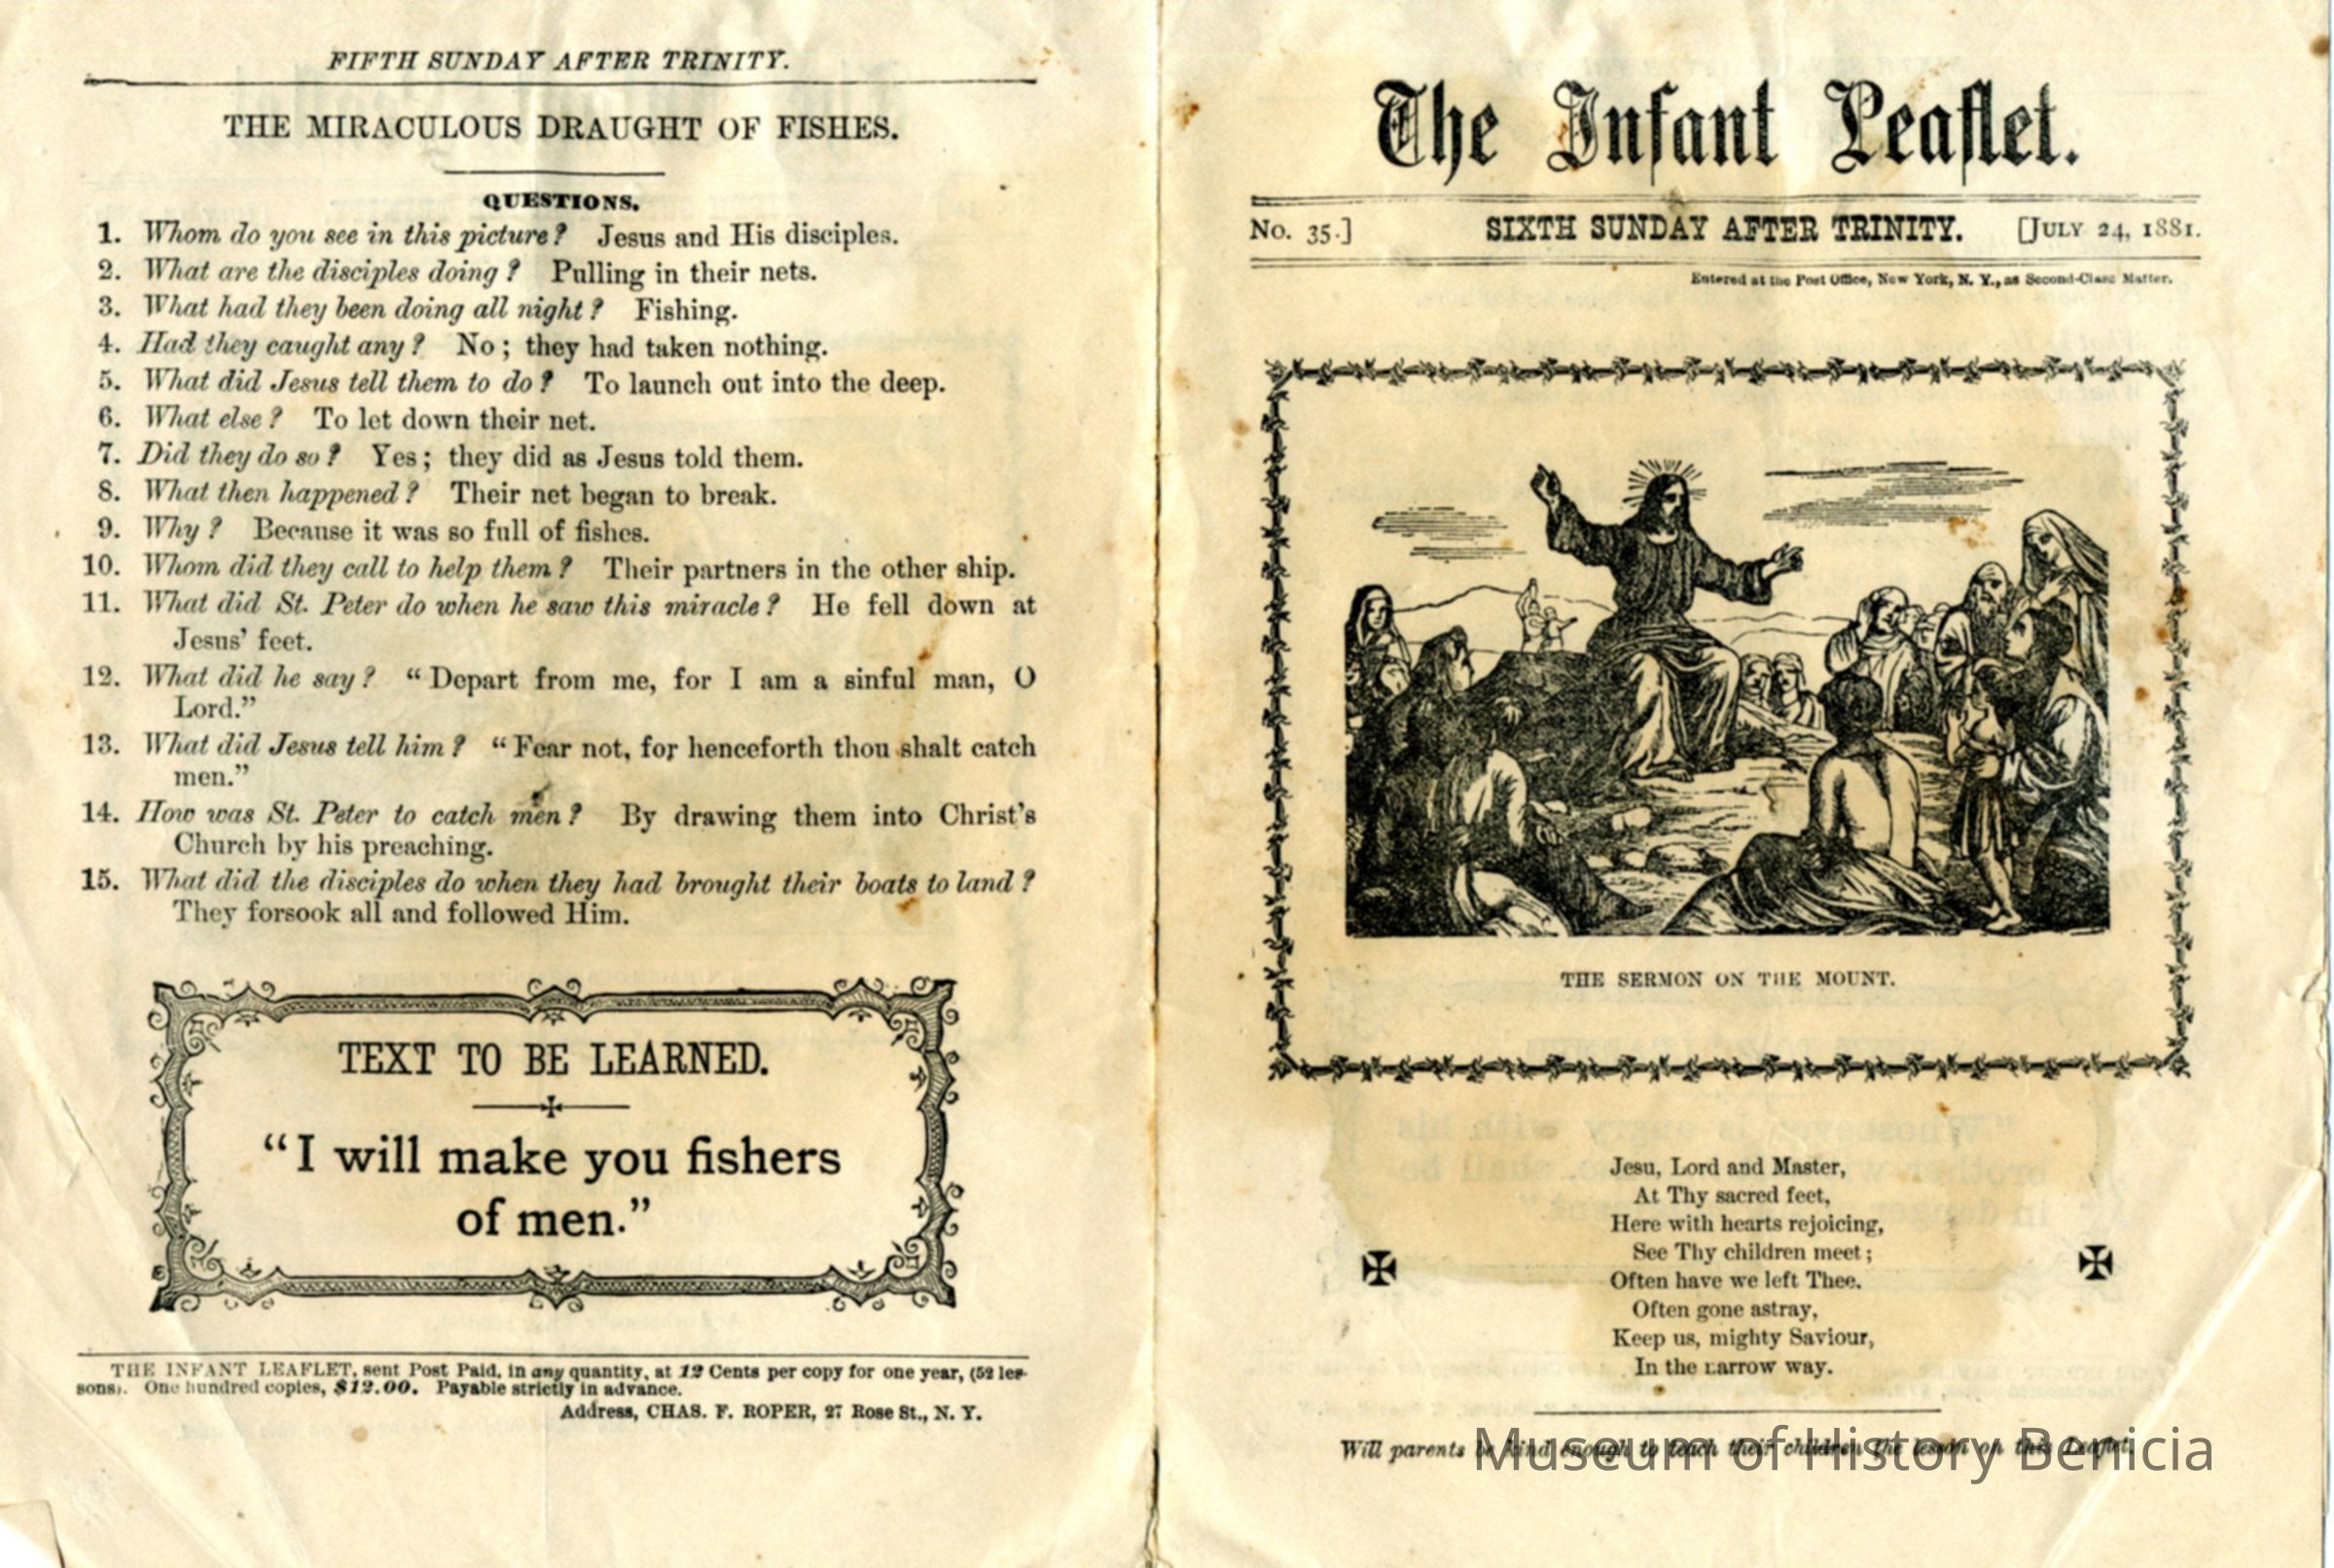 FIFTH SUNDAY AFTER TRINITY.
THE MIRACULOUS DRAUGHT OF FISHES.
QUESTIONS.
1. Whom do you see in this picture? Jesus and His disciples.
2. What are the disciples doing? Pulling in their nets.
3. What had they been doing all night? Fishing.
4. Had they caught any? No; they had taken nothing.
5. What did Jesus tell them to do? To launch out into the deep.
6. What else? To let down their net.
7. Did they do so? Yes; they did as Jesus told them.
8. What then happened? Their net began to break.
9. Why? Because it was so full of fishes.
10. Whom did they call to help them? Their partners in the other ship.
11. What did St. Peter do when he saw this miracle? He fell down at
Jesus' feet.
12. What did he say? "Depart from me, for I am a sinful man, O
Lord."
13. What did Jesus tell him? "Fear not, for henceforth thou shalt catch
men."
14. How was St. Peter to catch men? By drawing them into Christ's
Church by his preaching.
15. What did the disciples do when they had brought their boats to land?
They forsook all and followed Him.
TEXT TO BE LEARNED.
"I will make you fishers
of men."
THE INFANT LEAFLET, sent Post Paid, in any quantity, at 12 Cents per copy for one year, (52 les-
sons). One hundred copies, $12.00. Payable strictly in advance.
Address, CHAS. F. ROPER, 27 Rose St., N. Y.
The Infant Leaflet.
No. 35.] SIXTH SUNDAY AFTER TRINITY. [JULY 24, 1881.
Entered at the Post Office, New York, N. Y., as Second-Class Matter.
THE SERMON ON THE MOUNT.
Jesu, Lord and Master,
At Thy sacred feet,
Here with hearts rejoicing,
See Thy children meet;
Often have we left Thee.
Often gone astray,
Keep us, mighty Saviour,
In the narrow way.
Will parents be kind enough to teach their children the lesson on this Leaflet.
Museum of History Benicia